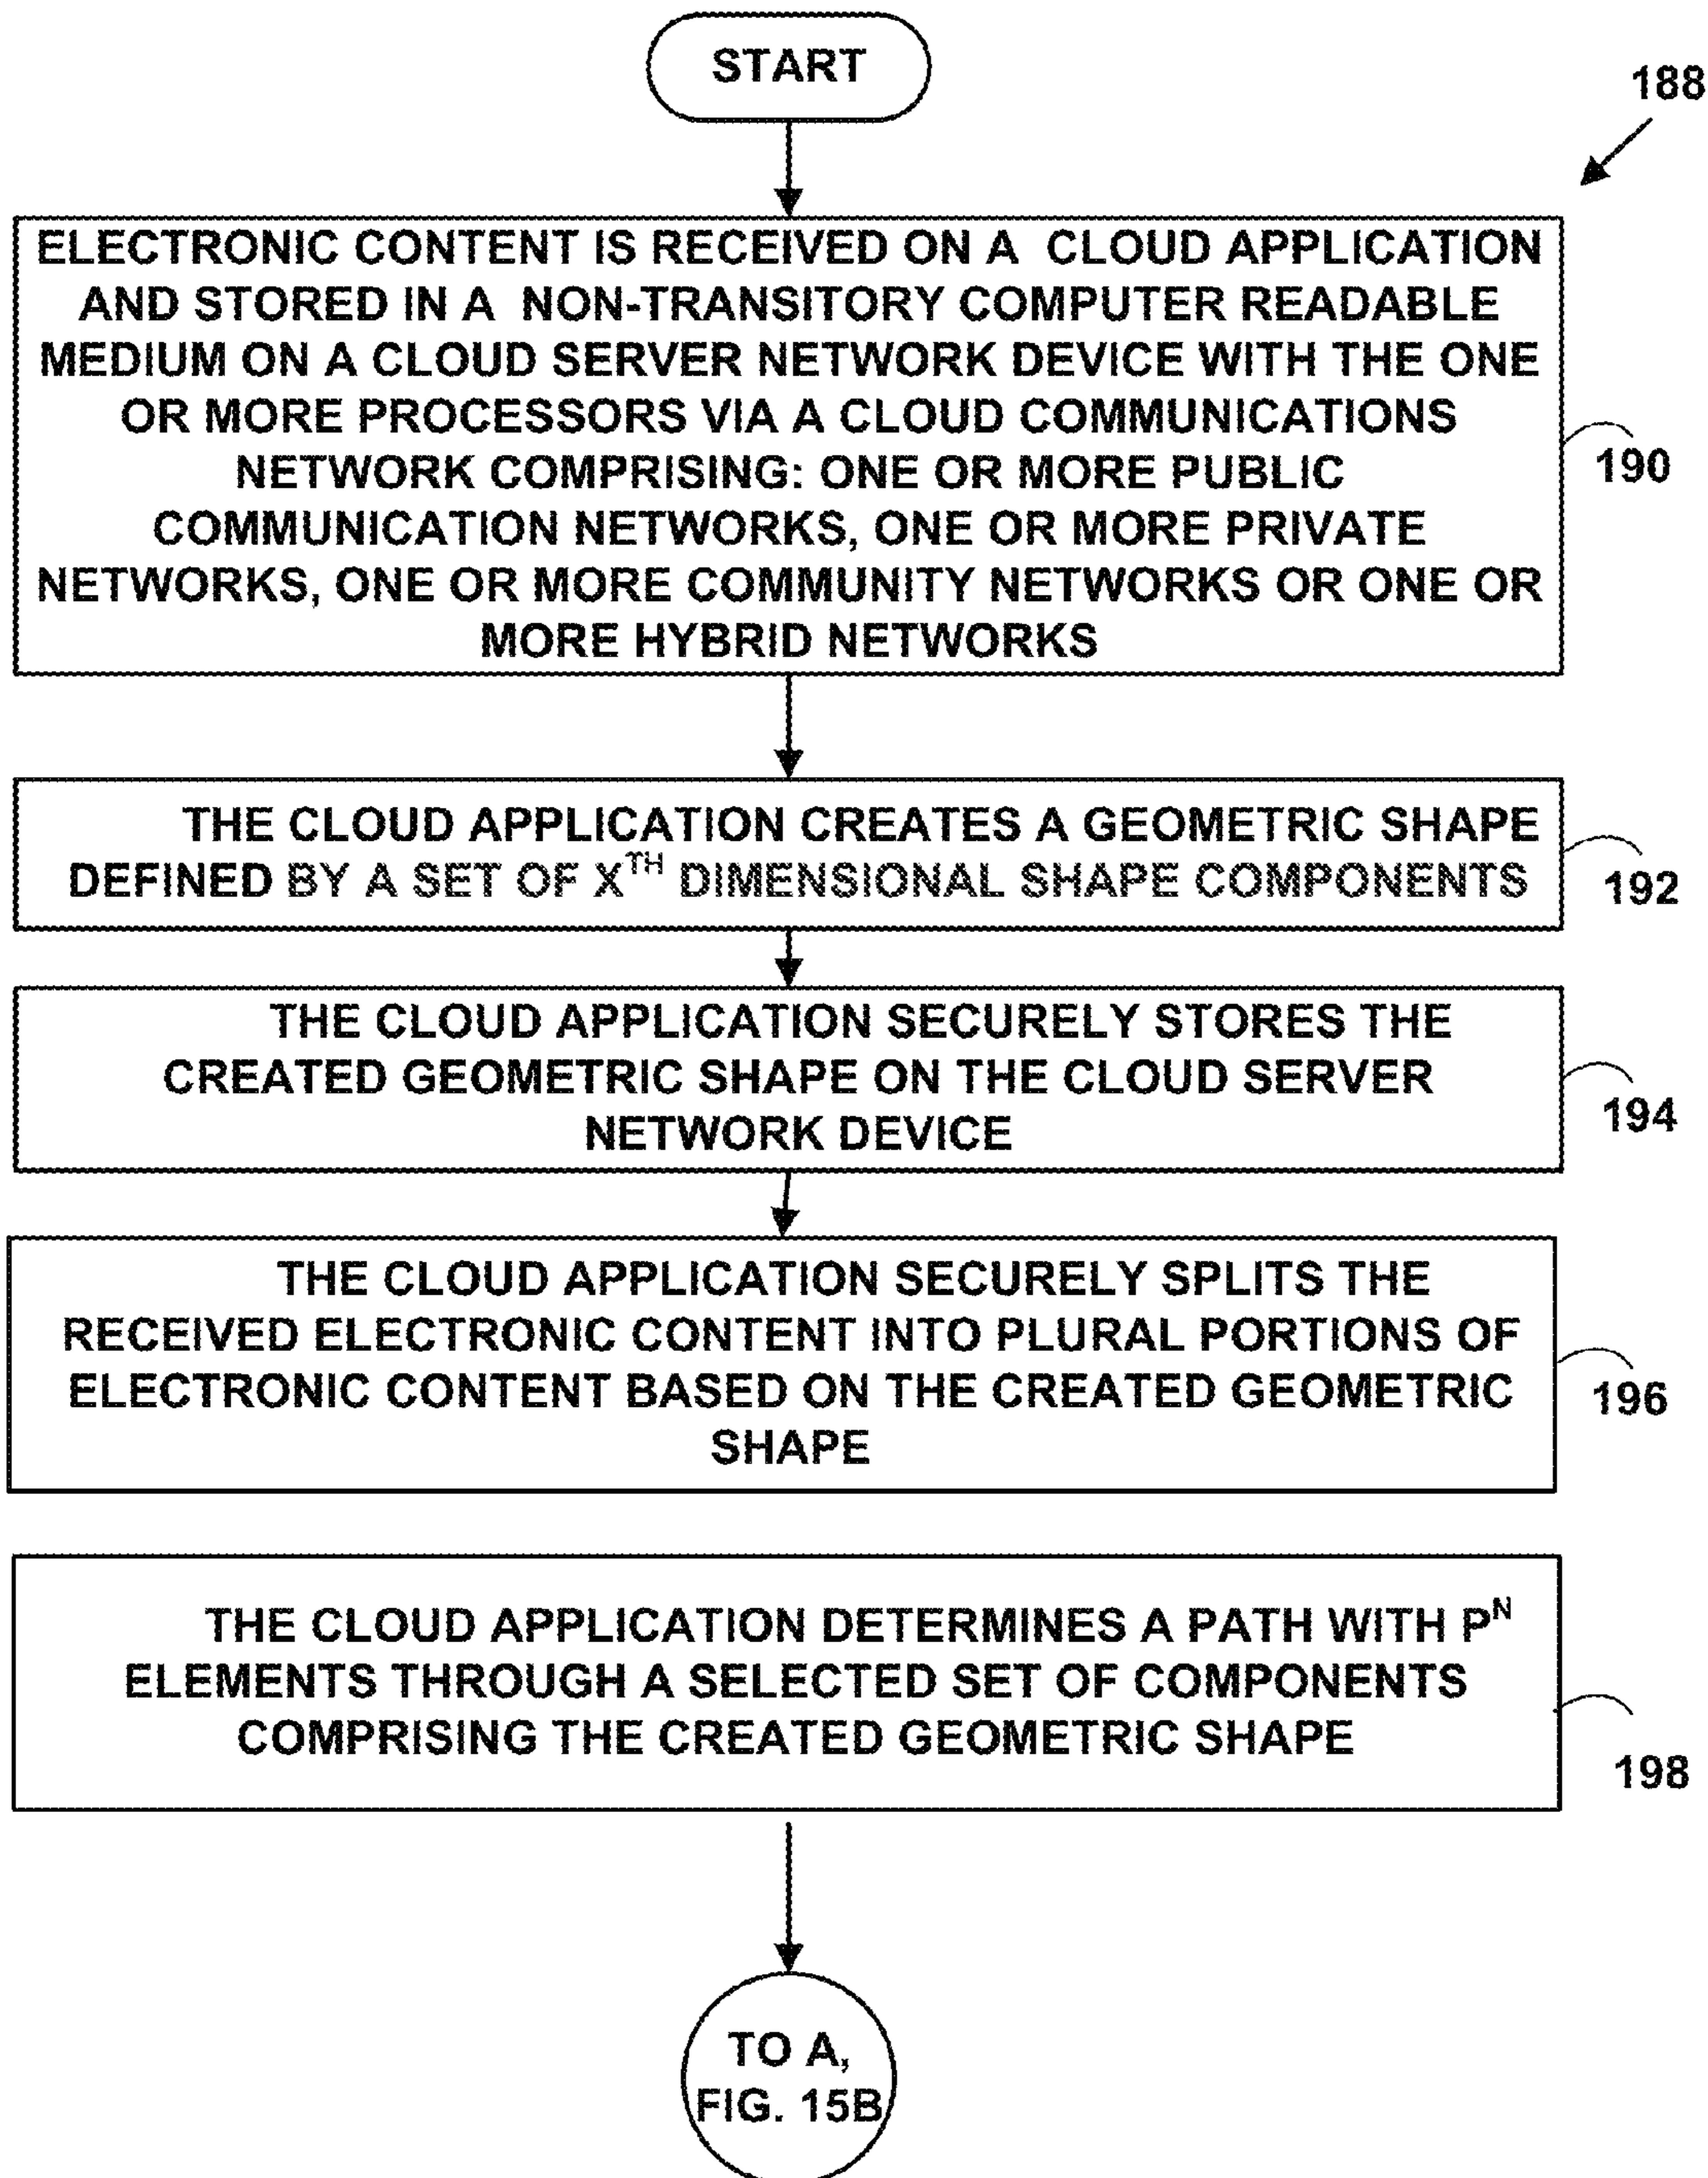 START
188
ELECTRONIC CONTENT IS RECEIVED ON A CLOUD APPLICATION
AND STORED IN A NON-TRANSITORY COMPUTER READABLE
MEDIUM ON A CLOUD SERVER NETWORK DEVICE WITH THE ONE
OR MORE PROCESSORS VIA A CLOUD COMMUNICATIONS
NETWORK COMPRISING: ONE OR MORE PUBLIC
COMMUNICATION NETWORKS, ONE OR MORE PRIVATE
NETWORKS, ONE OR MORE COMMUNITY NETWORKS OR ONE OR
MORE HYBRID NETWORKS
190
THE CLOUD APPLICATION CREATES A GEOMETRIC SHAPE
DEFINED BY A SET OF X^TH DIMENSIONAL SHAPE COMPONENTS
192
THE CLOUD APPLICATION SECURELY STORES THE
CREATED GEOMETRIC SHAPE ON THE CLOUD SERVER
NETWORK DEVICE
194
THE CLOUD APPLICATION SECURELY SPLITS THE
RECEIVED ELECTRONIC CONTENT INTO PLURAL PORTIONS OF
ELECTRONIC CONTENT BASED ON THE CREATED GEOMETRIC
SHAPE
196
THE CLOUD APPLICATION DETERMINES A PATH WITH P^N
ELEMENTS THROUGH A SELECTED SET OF COMPONENTS
COMPRISING THE CREATED GEOMETRIC SHAPE
198
TO A,
FIG. 15B